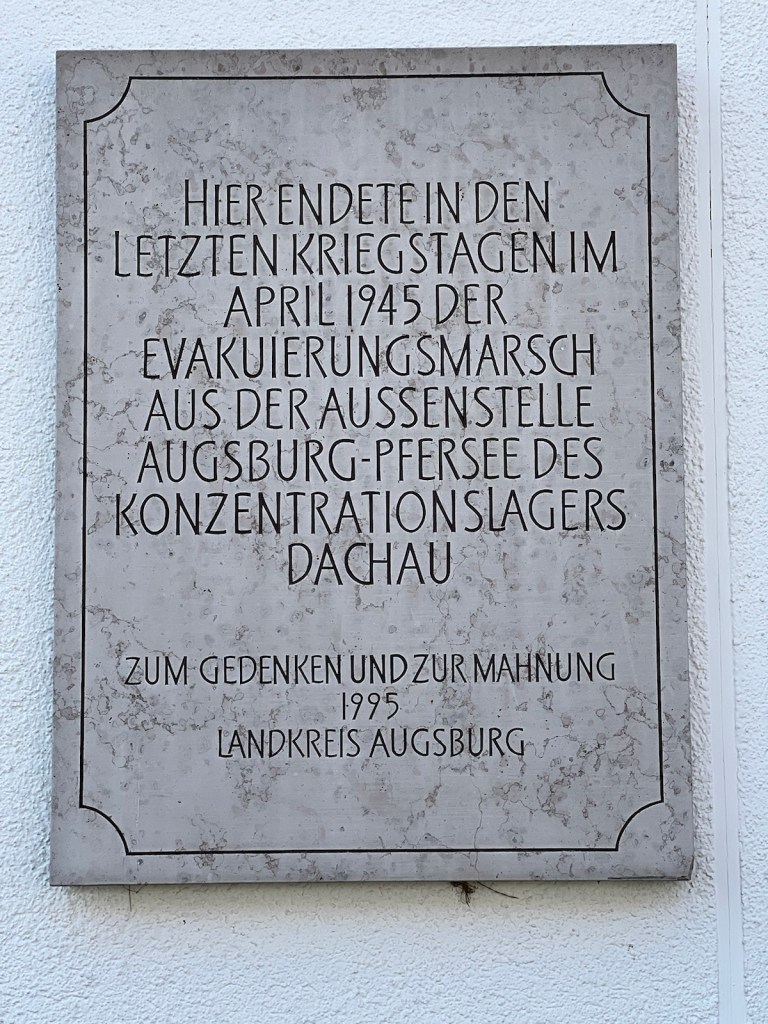 HIER ENDETE IN DEN
LETZTEN KRIEGSTAGEN IM
APRIL 1945 DER
EVAKUIERUNGSMARSCH
AUS DER AUSSENSTELLE
AUGSBURG-PFERSEE DES
KONZENTRATIONSLAGERS
DACHAU
ZUM GEDENKEN UND ZUR MAHNUNG
1995
LANDKREIS AUGSBURG